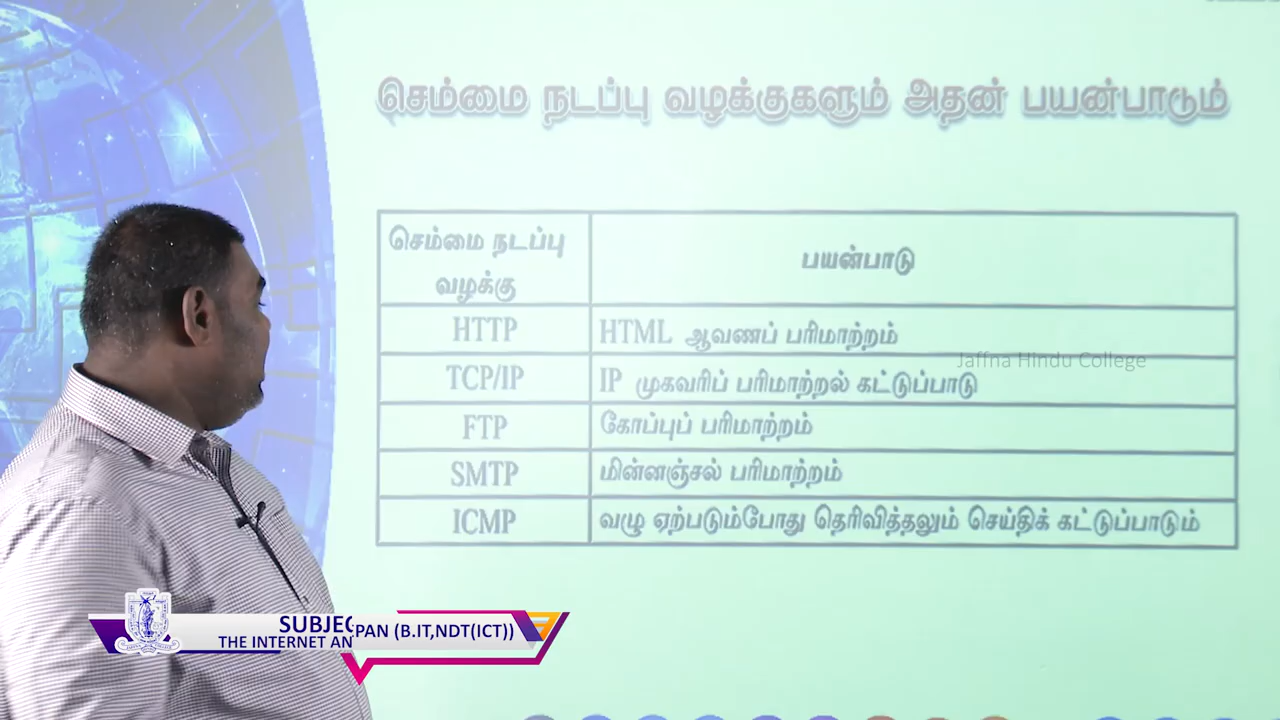 செம்மை நடப்பு வழக்குகளும் அதன் பயன்பாடும்
செம்மை நடப்பு
வழக்கு
பயன்பாடு
HTTP
HTML ஆவணப் பரிமாற்றம்
TCP/IP
IP முகவரிப் பரிமாற்றல் கட்டுப்பாடு
FTP
கோப்புப் பரிமாற்றம்
SMTP
மின்னஞ்சல் பரிமாற்றம்
ICMP
வழு ஏற்படும்போது தெரிவித்தலும் செய்திக் கட்டுப்பாடும்
Jaffna Hindu College
SUBJEC
THE INTERNET AN
PAN (B.IT,NDT(ICT))